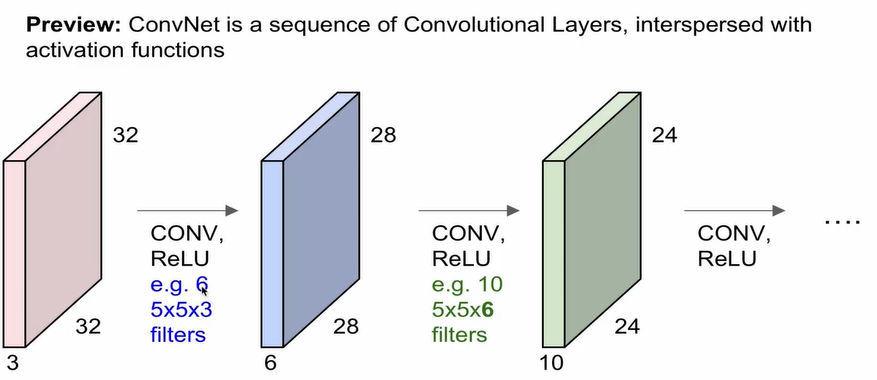 Preview: ConvNet is a sequence of Convolutional Layers, interspersed with
activation functions
32
32
3
CONV,
ReLU
e.g. 6
5x5x3
filters
28
28
6
CONV,
ReLU
e.g. 10
5x5x6
filters
24
24
10
CONV,
ReLU
....